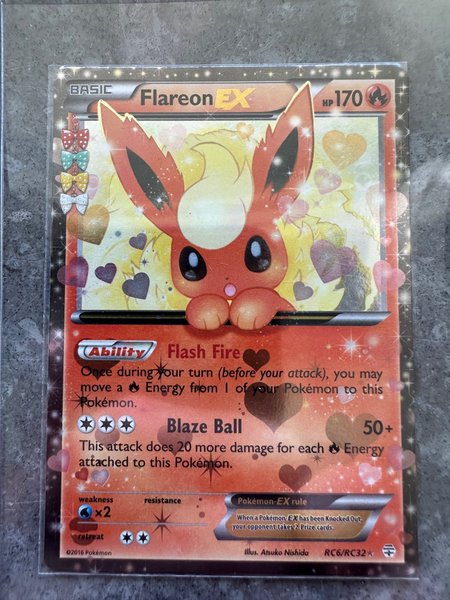 BASIC
Flareon EX HP 170
Ability Flash Fire
Once during your turn (before your attack), you may
move a Energy from 1 of your Pokémon to this
Pokémon.
Blaze Ball 50+
This attack does 20 more damage for each Energy
attached to this Pokémon.
weakness resistance
×2
retreat
Pokémon-EX rule
When a Pokémon-EX has been Knocked Out,
your opponent takes 2 Prize cards.
©2016 Pokémon Illus. Atsuko Nishida RC6/RC32